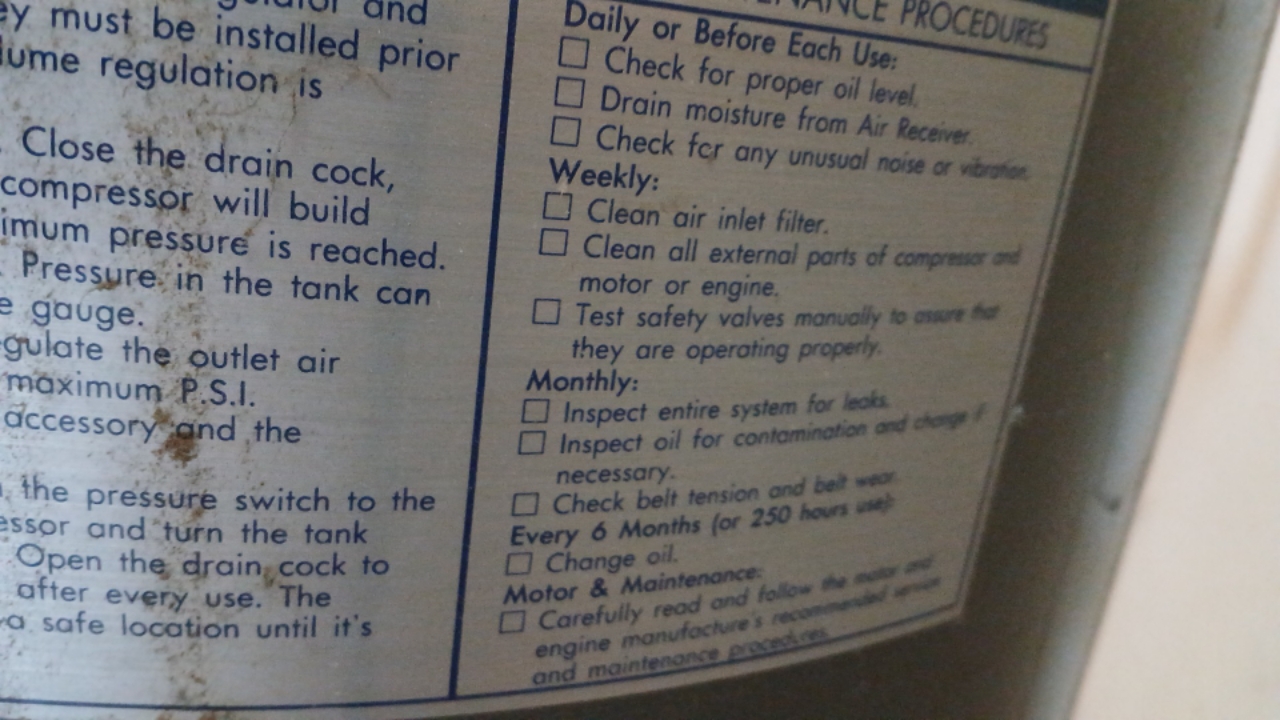 and
must be installed prior
regulation is
Close the drain cock,
compressor will build
pressure is reached.
Pressure in the tank can
gauge.
the outlet air
maximum P.S.I.
accessory and the
the pressure switch to the
and turn the tank
Open the drain cock to
after every use. The
a safe location until it's
PROCEDURES
Daily or Before Each Use:
☐ Check for proper oil level.
☐ Drain moisture from Air Receiver.
☐ Check for any unusual noise or vibration.
Weekly:
☐ Clean air inlet filter.
☐ Clean all external parts of compressor and
motor or engine.
☐ Test safety valves manually to assure that
they are operating properly.
Monthly:
☐ Inspect entire system for leaks.
☐ Inspect oil for contamination and change if
necessary.
☐ Check belt tension and belt wear.
Every 6 Months (or 250 hours use):
☐ Change oil.
Motor & Maintenance:
☐ Carefully read and follow the motor and
engine manufacture's recommended service
and maintenance procedures.